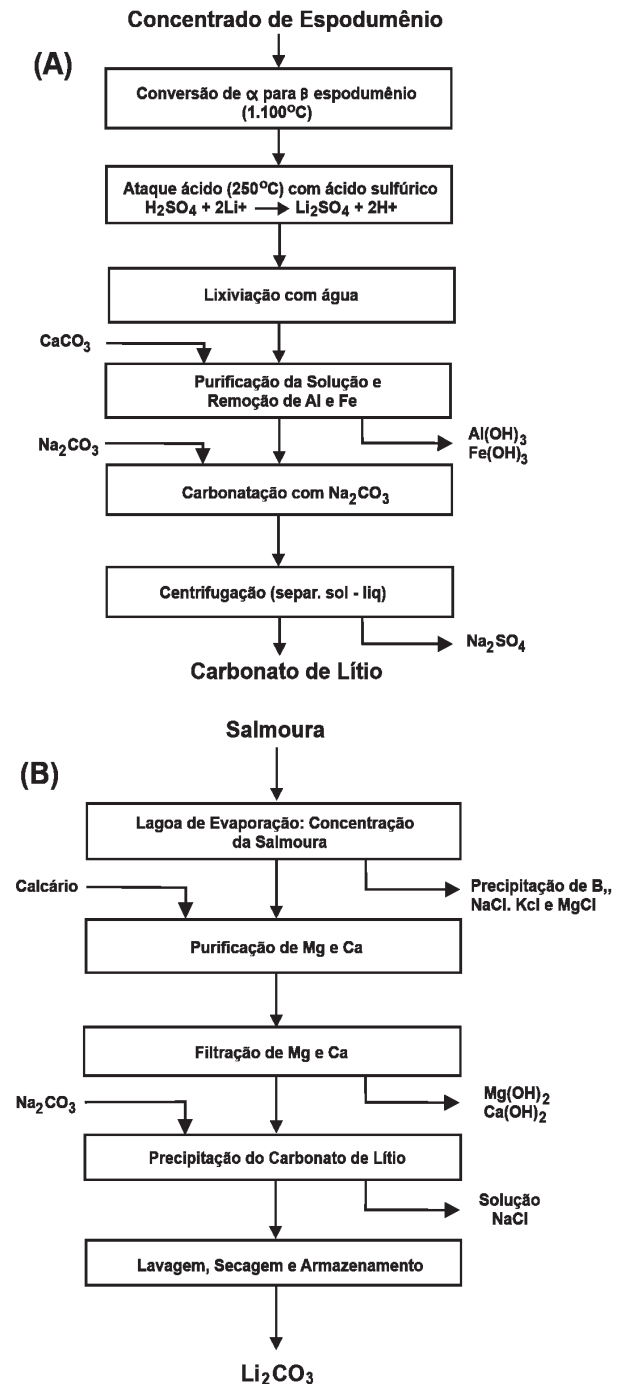 Concentrado de Espodumênio
(A)
Conversão de α para β espodumênio
(1.100°C)
Ataque ácido (250°C) com ácido sulfúrico
H₂SO₄ + 2Li+ → Li₂SO₄ + 2H+
Lixiviação com água
CaCO₃
Purificação da Solução e
Remoção de Al e Fe
Al(OH)₃
Fe(OH)₃
Na₂CO₃
Carbonatação com Na₂CO₃
Centrifugação (separ. sol - liq)
Na₂SO₄
Carbonato de Lítio
Salmoura
(B)
Lagoa de Evaporação: Concentração
da Salmoura
Precipitação de B,,
NaCl. Kcl e MgCl
Calcário
Purificação de Mg e Ca
Filtração de Mg e Ca
Mg(OH)₂
Ca(OH)₂
Na₂CO₃
Precipitação do Carbonato de Lítio
Solução
NaCl
Lavagem, Secagem e Armazenamento
Li₂CO₃